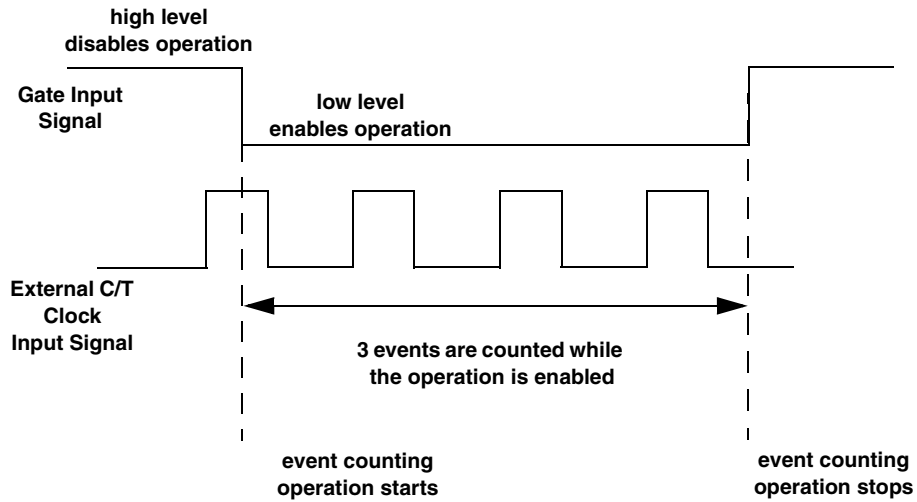 high level
disables operation
Gate Input
Signal
low level
enables operation
External C/T
Clock
Input Signal
3 events are counted while
the operation is enabled
event counting
operation starts
event counting
operation stops